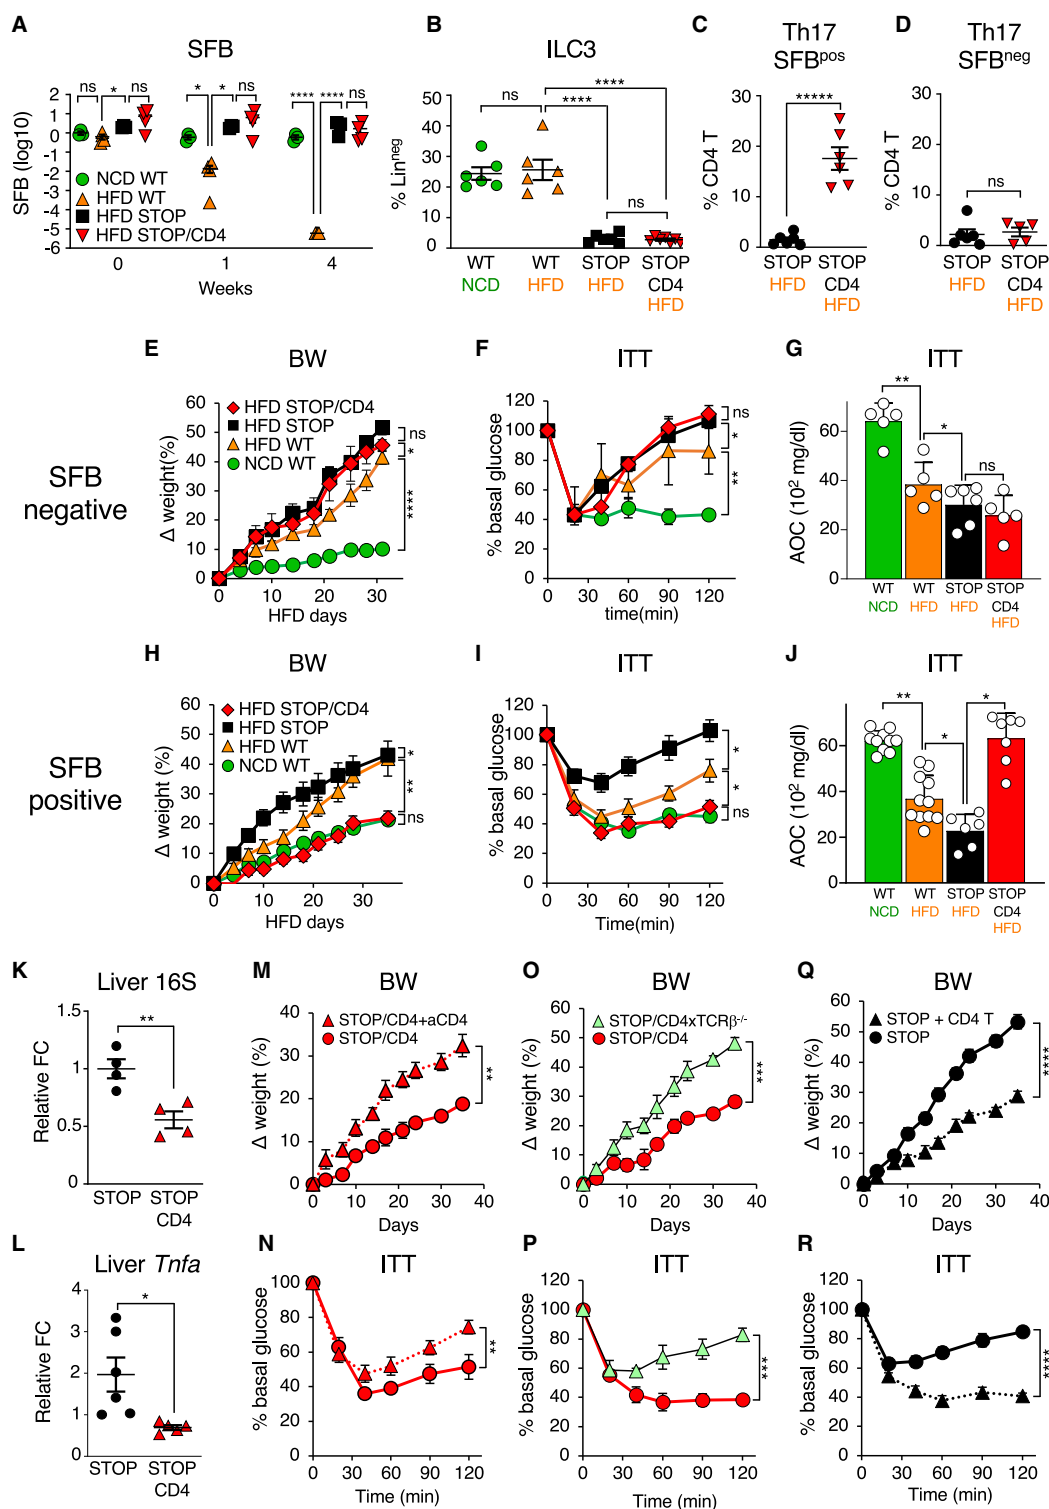 A
SFB
ns * ns * * ns **** **** ns
SFB (log10)
2
1
0
-1
-2
-3
-4
-5
-6
NCD WT
HFD WT
HFD STOP
HFD STOP/CD4
0 1 4
Weeks
B
ILC3
****
ns ****
ns
% Lin^neg
50
40
30
20
10
0
WT WT STOP STOP
NCD HFD HFD CD4
HFD
C
Th17
SFB^pos
*****
% CD4 T
30
20
10
0
STOP STOP
HFD CD4
HFD
D
Th17
SFB^neg
ns
% CD4 T
30
20
10
0
STOP STOP
HFD CD4
HFD
SFB
negative
E
BW
HFD STOP/CD4
HFD STOP
HFD WT
NCD WT
Δ weight(%)
60
50
40
30
20
10
0
0 10 20 30
HFD days
ns
*
****
F
ITT
% basal glucose
120
100
80
60
40
20
0
0 30 60 90 120
time(min)
ns
*
**
G
ITT
AOC (10² mg/dl)
60
40
20
0
** * ns
WT WT STOP STOP
NCD HFD HFD CD4
HFD
SFB
positive
H
BW
HFD STOP/CD4
HFD STOP
HFD WT
NCD WT
Δ weight (%)
60
50
40
30
20
10
0
0 10 20 30
HFD days
*
**
ns
I
ITT
% basal glucose
120
100
80
60
40
20
0
0 30 60 90 120
Time(min)
*
*
ns
J
ITT
AOC (10² mg/dl)
60
40
20
0
** * *
WT WT STOP STOP
NCD HFD HFD CD4
HFD
K
Liver 16S
**
Relative FC
1.5
1
0.5
0
STOP STOP
CD4
M
BW
STOP/CD4+aCD4
STOP/CD4
Δ weight (%)
40
30
20
10
0
0 10 20 30 40
Days
**
O
BW
STOP/CD4xTCRβ-/-
STOP/CD4
Δ weight (%)
60
50
40
30
20
10
0
0 10 20 30 40
Days
***
Q
BW
STOP + CD4 T
STOP
Δ weight (%)
60
50
40
30
20
10
0
0 10 20 30 40
Days
****
L
Liver Tnfa
*
Relative FC
4
3
2
1
0
STOP STOP
CD4
N
ITT
% basal glucose
100
80
60
40
20
0
0 30 60 90 120
Time (min)
**
P
ITT
% basal glucose
100
80
60
40
20
0
0 30 60 90 120
Time (min)
***
R
ITT
% basal glucose
100
80
60
40
20
0
0 30 60 90 120
Time (min)
****